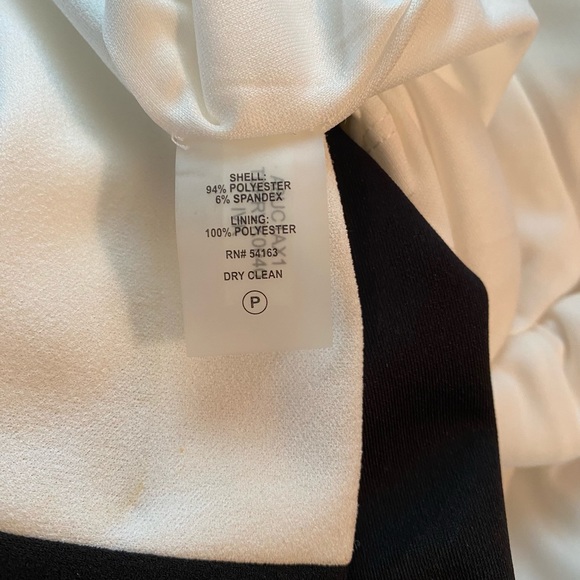 SHELL:
94% POLYESTER
6% SPANDEX
LINING:
100% POLYESTER
RN# 54163
DRY CLEAN
P